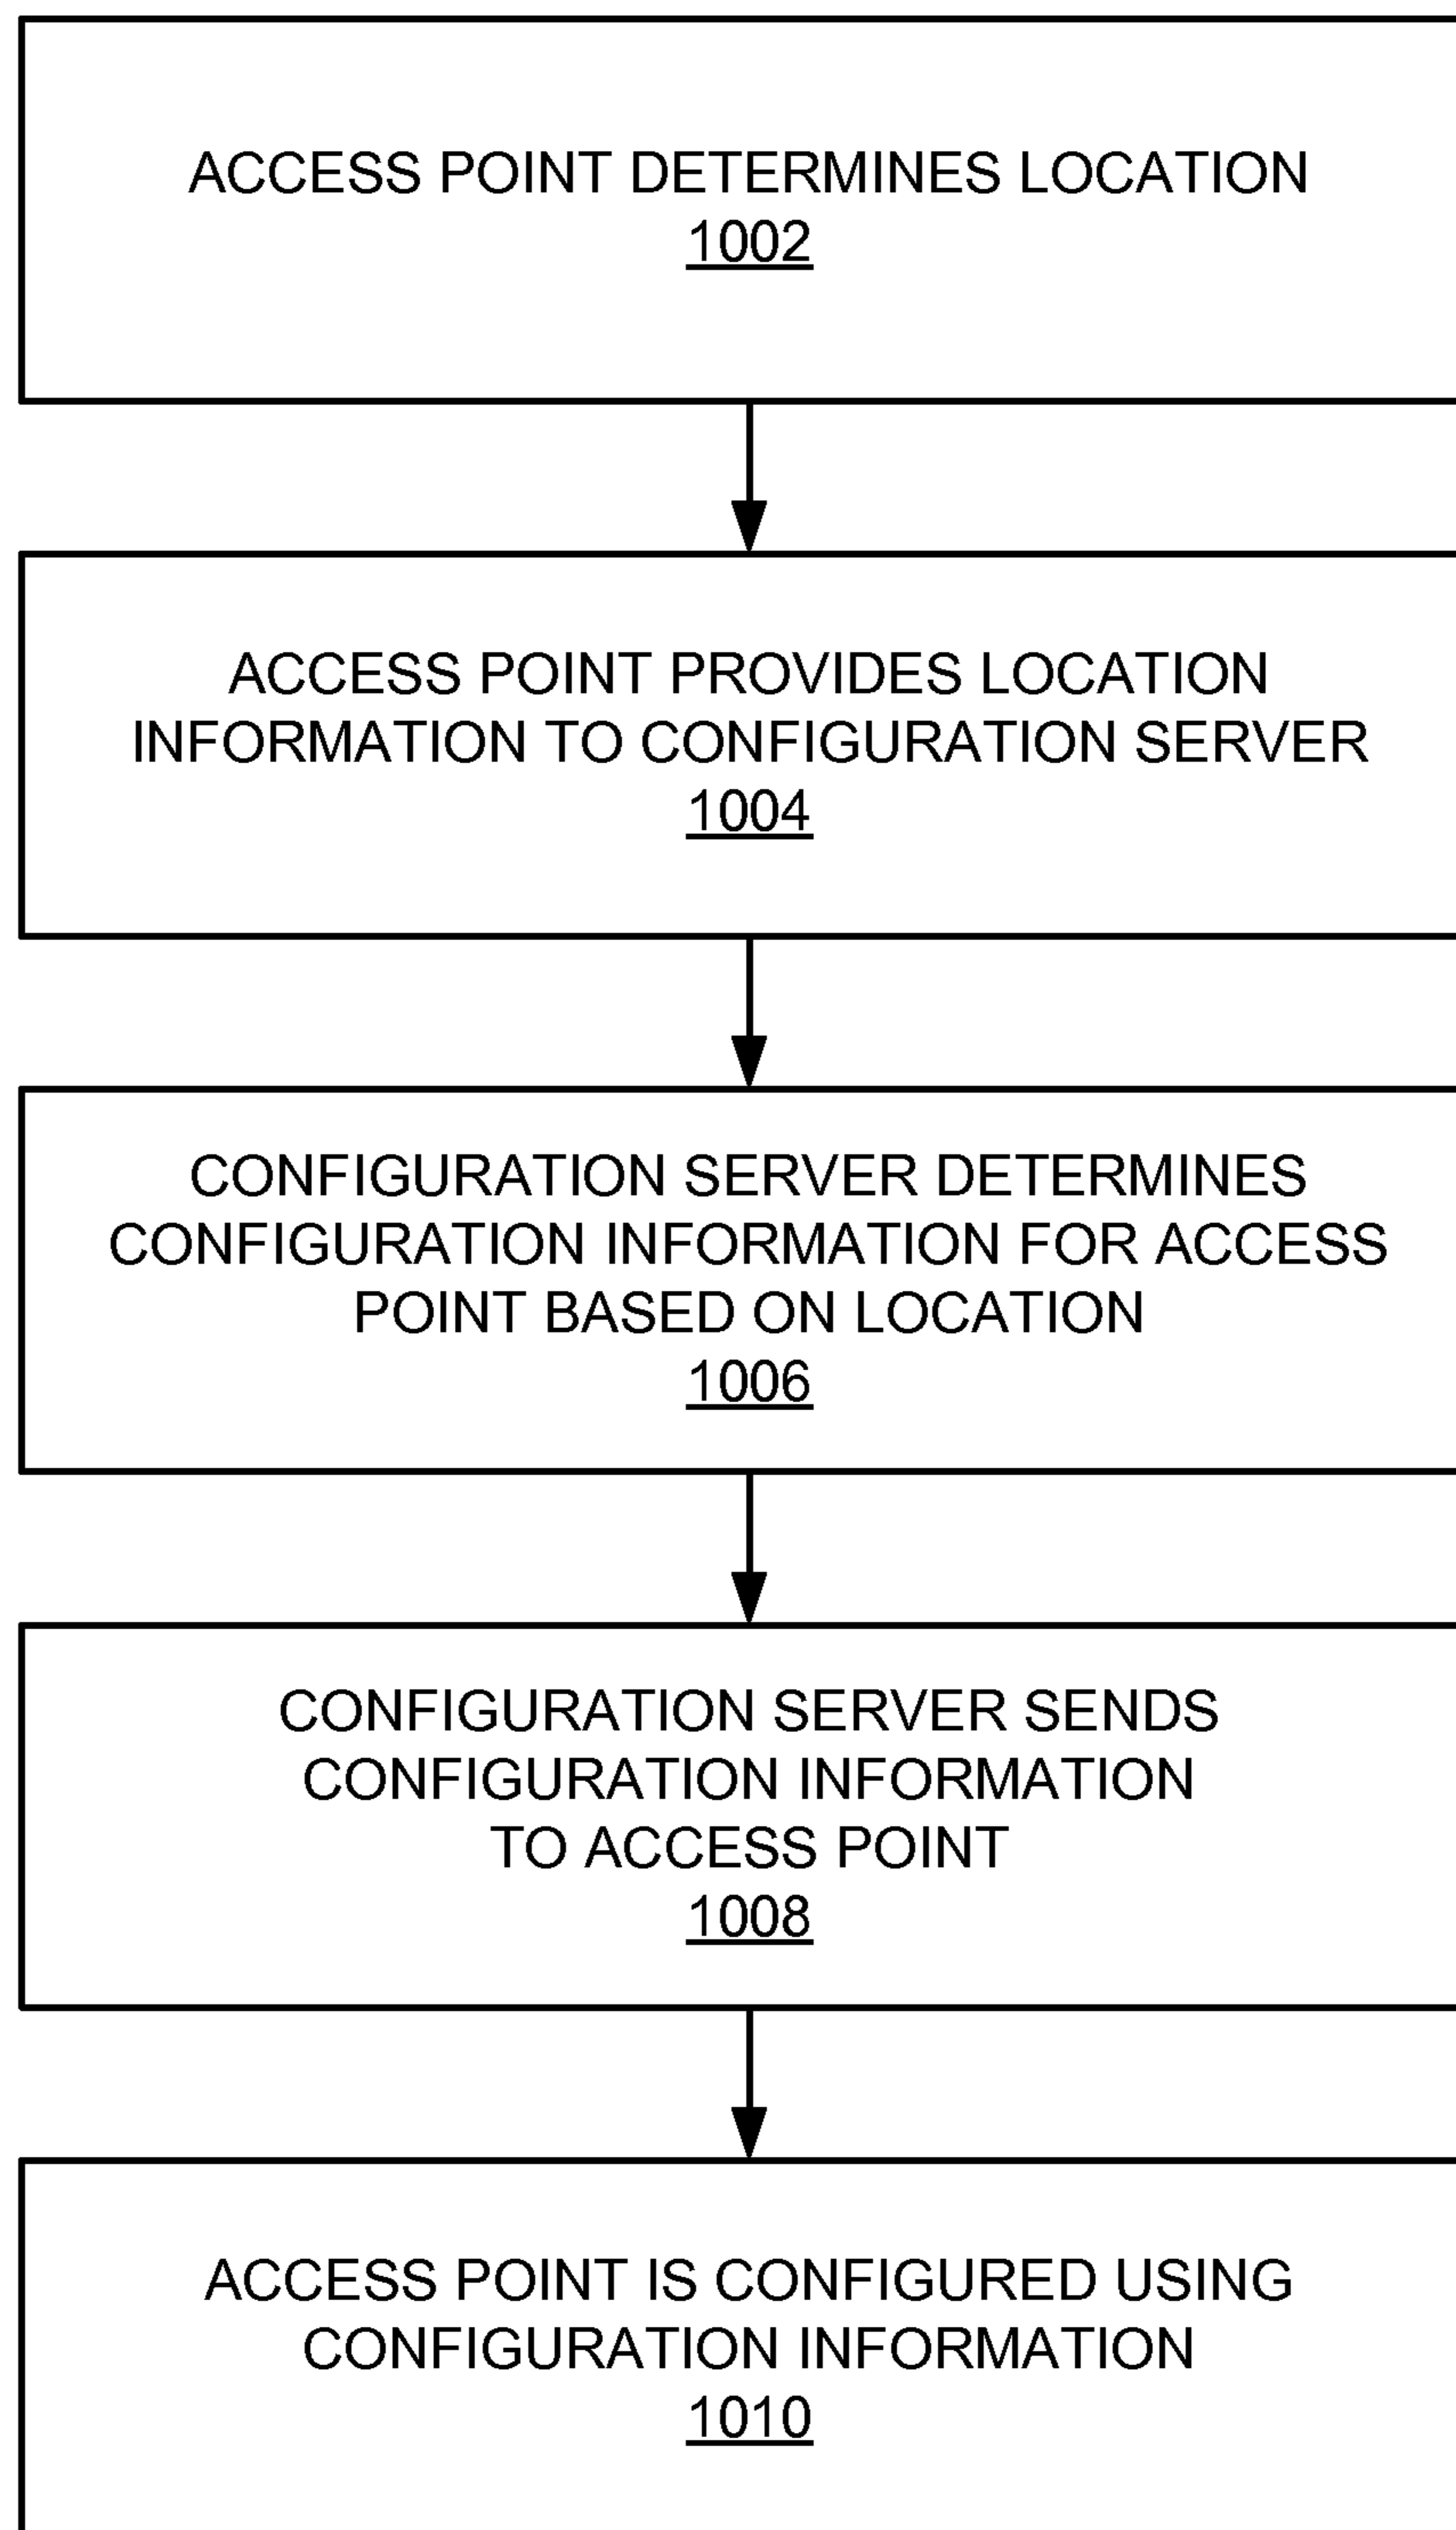 ACCESS POINT DETERMINES LOCATION
1002
ACCESS POINT PROVIDES LOCATION
INFORMATION TO CONFIGURATION SERVER
1004
CONFIGURATION SERVER DETERMINES
CONFIGURATION INFORMATION FOR ACCESS
POINT BASED ON LOCATION
1006
CONFIGURATION SERVER SENDS
CONFIGURATION INFORMATION
TO ACCESS POINT
1008
ACCESS POINT IS CONFIGURED USING
CONFIGURATION INFORMATION
1010